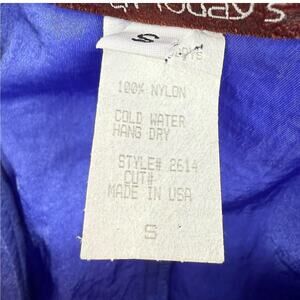 S
100% NYLON
COLD WATER
HANG DRY
STYLE# 2614
CUT#
MADE IN USA
S